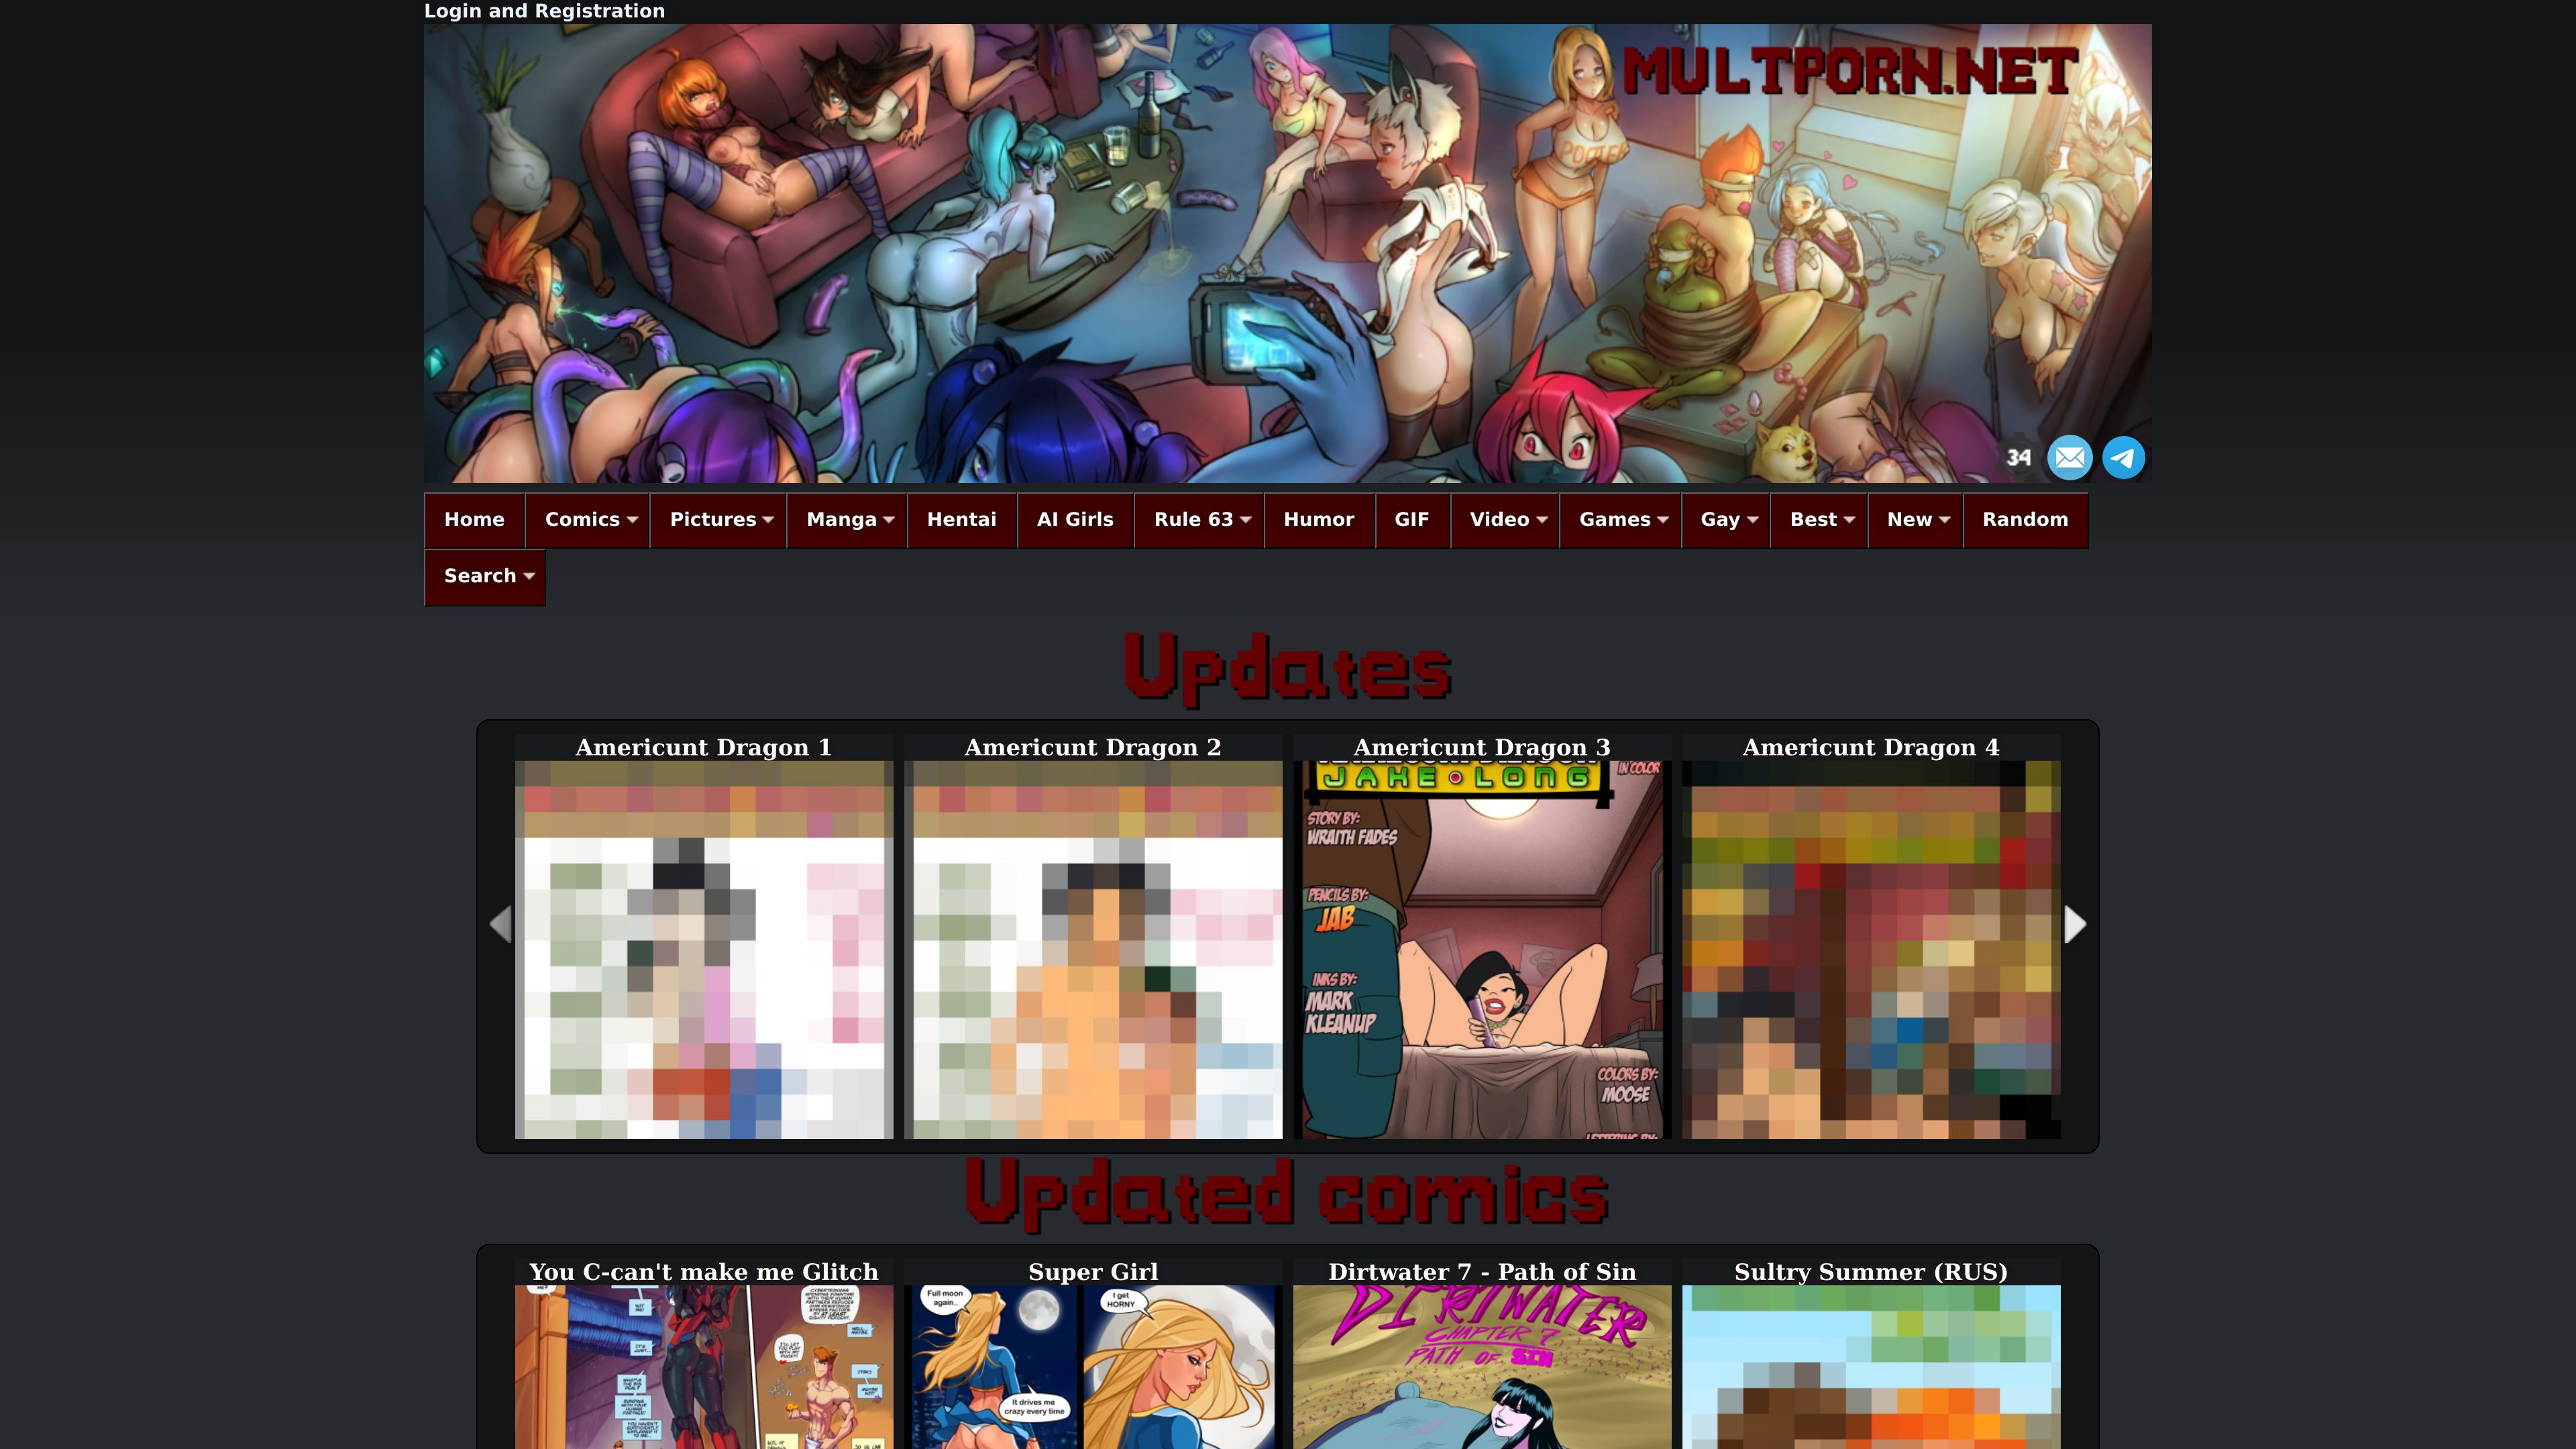 Login and Registration
MULTPORN.NET
POOTER
34
Home
Comics
Pictures
Manga
Hentai
AI Girls
Rule 63
Humor
GIF
Video
Games
Gay
Best
New
Random
Search
Updates
Americunt Dragon 1
Americunt Dragon 2
Americunt Dragon 3
Americunt Dragon 4
IN COLOR
JAKE LONG
STORY BY:
WRAITH FADES
PENCILS BY:
JAB
INKS BY:
MARK
KLEANUP
COLORS BY:
MOOSE
Updated comics
You C-can't make me Glitch
Super Girl
Dirtwater 7 - Path of Sin
Sultry Summer (RUS)
Full moon
again...
I get
HORNY
It drives me
crazy every time
DIRTWATER
CHAPTER 7
PATH OF SIN